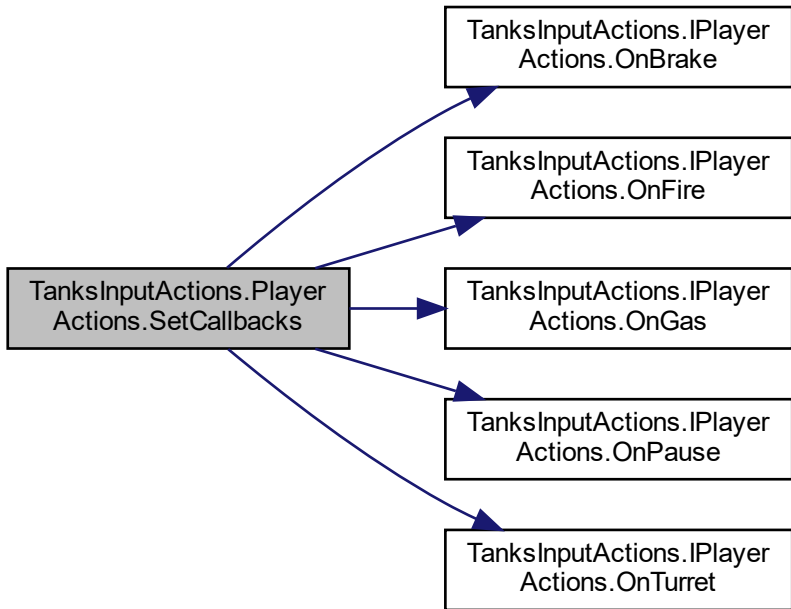 TanksInputActions.IPlayer
Actions.OnBrake
TanksInputActions.IPlayer
Actions.OnFire
TanksInputActions.Player
Actions.SetCallbacks
TanksInputActions.IPlayer
Actions.OnGas
TanksInputActions.IPlayer
Actions.OnPause
TanksInputActions.IPlayer
Actions.OnTurret